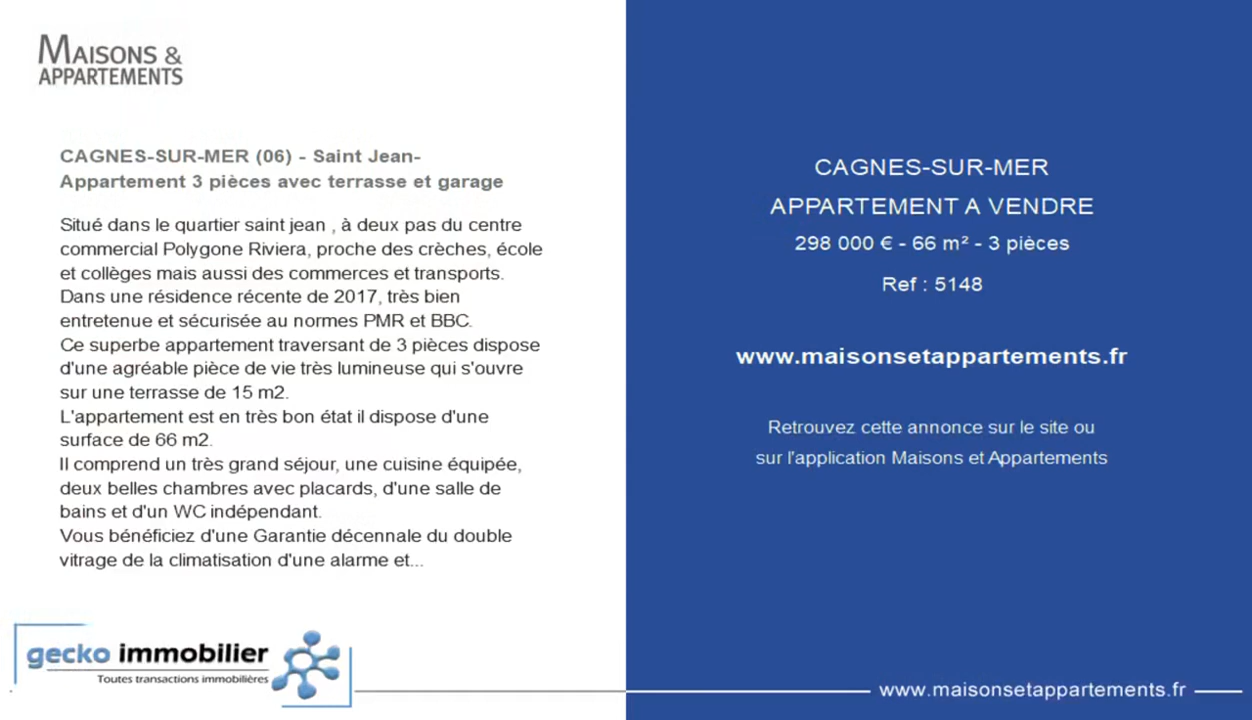 MAISONS &
APPARTEMENTS
CAGNES-SUR-MER (06) - Saint Jean-
Appartement 3 pièces avec terrasse et garage
Situé dans le quartier saint jean , à deux pas du centre
commercial Polygone Riviera, proche des crèches, école
et collèges mais aussi des commerces et transports.
Dans une résidence récente de 2017, très bien
entretenue et sécurisée au normes PMR et BBC.
Ce superbe appartement traversant de 3 pièces dispose
d'une agréable pièce de vie très lumineuse qui s'ouvre
sur une terrasse de 15 m2.
L'appartement est en très bon état il dispose d'une
surface de 66 m2.
Il comprend un très grand séjour, une cuisine équipée,
deux belles chambres avec placards, d'une salle de
bains et d'un WC indépendant.
Vous bénéficiez d'une Garantie décennale du double
vitrage de la climatisation d'une alarme et...
gecko immobilier
Toutes transactions immobilières
CAGNES-SUR-MER
APPARTEMENT A VENDRE
298 000 € - 66 m² - 3 pièces
Ref : 5148
www.maisonsetappartements.fr
Retrouvez cette annonce sur le site ou
sur l'application Maisons et Appartements
www.maisonsetappartements.fr